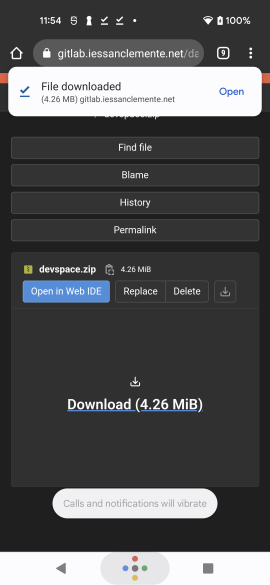 11:54
100%
gitlab.iessanclemente.net/de
9
File downloaded
(4.26 MB) gitlab.iessanclemente.net
Open
devspace.zip
Find file
Blame
History
Permalink
devspace.zip 4.26 MiB
Open in Web IDE Replace Delete
Download (4.26 MiB)
Calls and notifications will vibrate